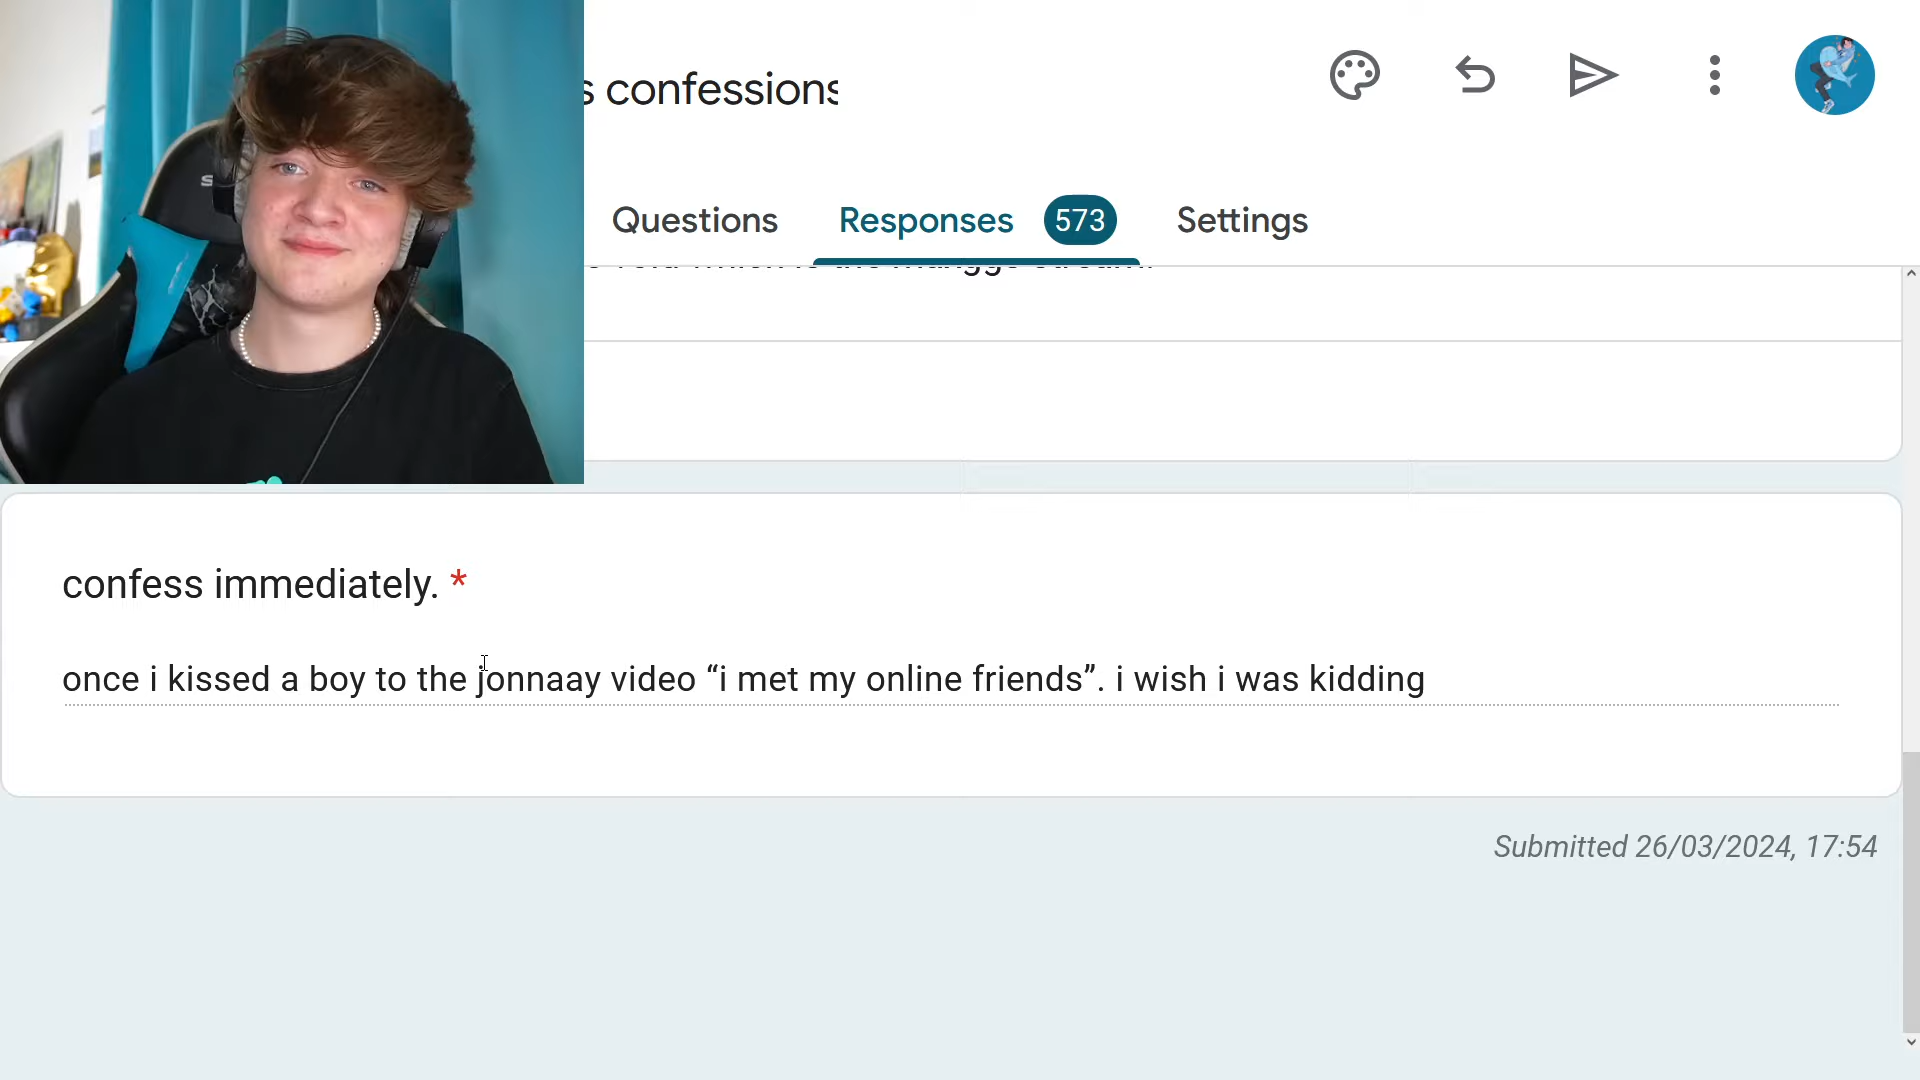 s confessions
Questions Responses 573 Settings
confess immediately. *
once i kissed a boy to the jonnaay video “i met my online friends”. i wish i was kidding
Submitted 26/03/2024, 17:54